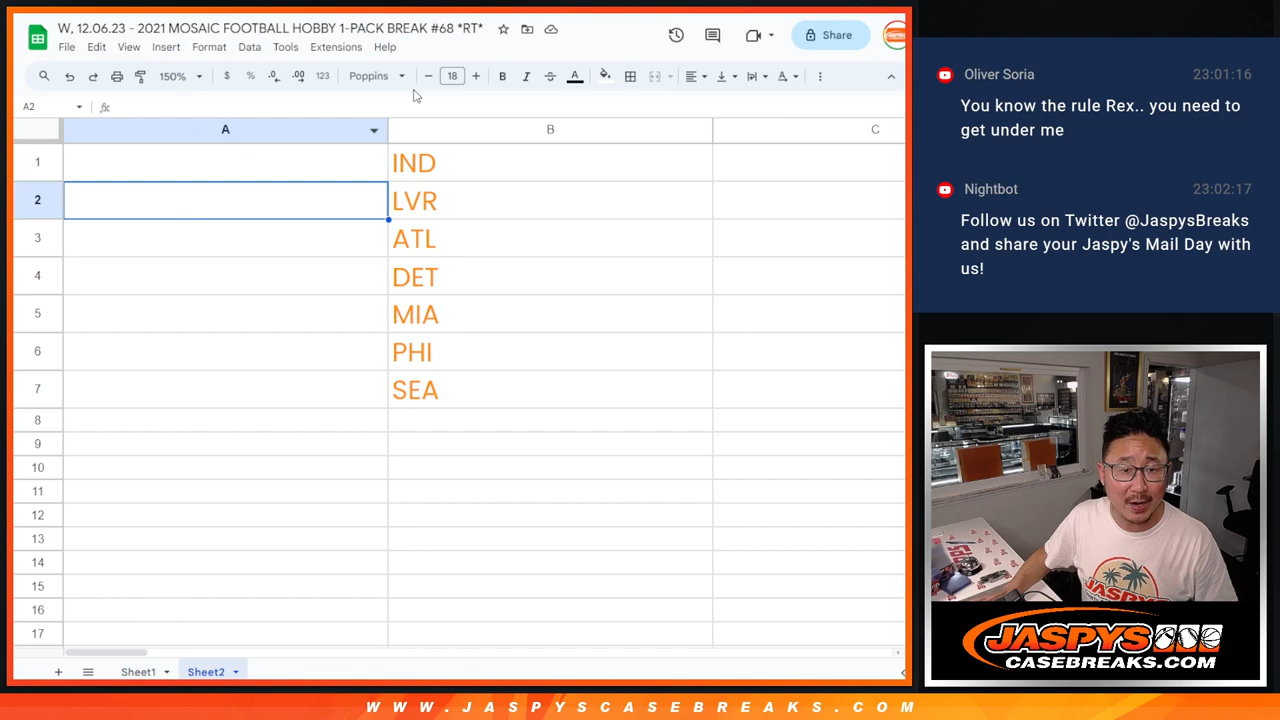 W, 12.06.23 - 2021 MOSAIC FOOTBALL HOBBY 1-PACK BREAK #68 *RT*
File Edit View Insert Format Data Tools Extensions Help
Share
150% $ % .0 .00 123 Poppins 18 B I A
A2 fx
A B C
1 IND
2 LVR
3 ATL
4 DET
5 MIA
6 PHI
7 SEA
8
9
10
11
12
13
14
15
16
17
Sheet1 Sheet2
Oliver Soria 23:01:16
You know the rule Rex.. you need to
get under me
Nightbot 23:02:17
Follow us on Twitter @JaspysBreaks
and share your Jaspy's Mail Day with
us!
JASPYS
CASEBREAKS.COM
WWW.JASPYSCASEBREAKS.COM